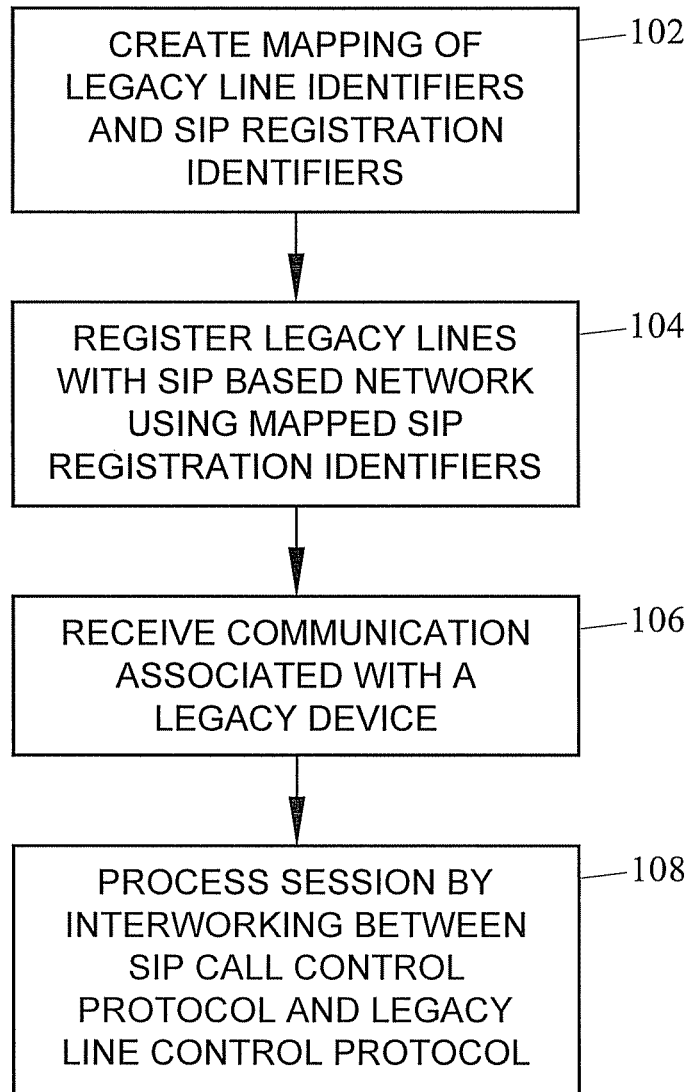 CREATE MAPPING OF
LEGACY LINE IDENTIFIERS
AND SIP REGISTRATION
IDENTIFIERS
102
REGISTER LEGACY LINES
WITH SIP BASED NETWORK
USING MAPPED SIP
REGISTRATION IDENTIFIERS
104
RECEIVE COMMUNICATION
ASSOCIATED WITH A
LEGACY DEVICE
106
PROCESS SESSION BY
INTERWORKING BETWEEN
SIP CALL CONTROL
PROTOCOL AND LEGACY
LINE CONTROL PROTOCOL
108